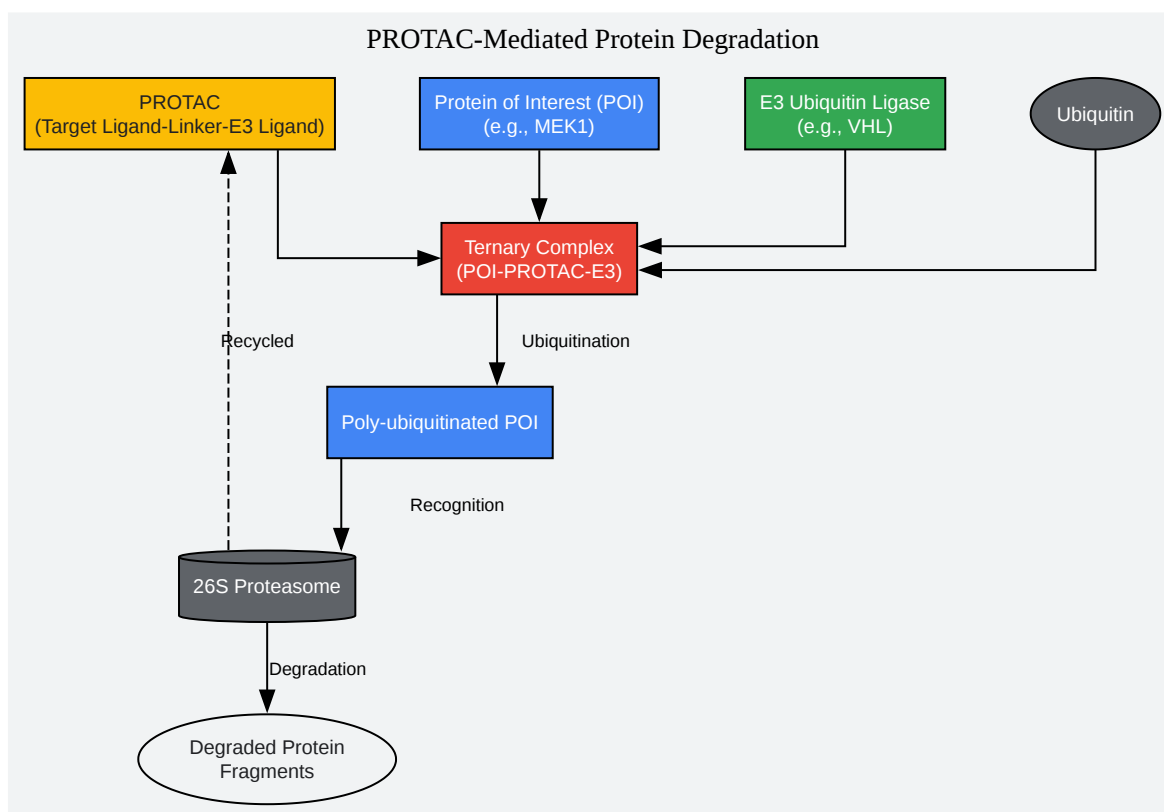 PROTAC-Mediated Protein Degradation
PROTAC
(Target Ligand-Linker-E3 Ligand)
Protein of Interest (POI)
(e.g., MEK1)
E3 Ubiquitin Ligase
(e.g., VHL)
Ubiquitin
Ternary Complex
(POI-PROTAC-E3)
Recycled
Ubiquitination
Poly-ubiquitinated POI
Recognition
26S Proteasome
Degradation
Degraded Protein
Fragments